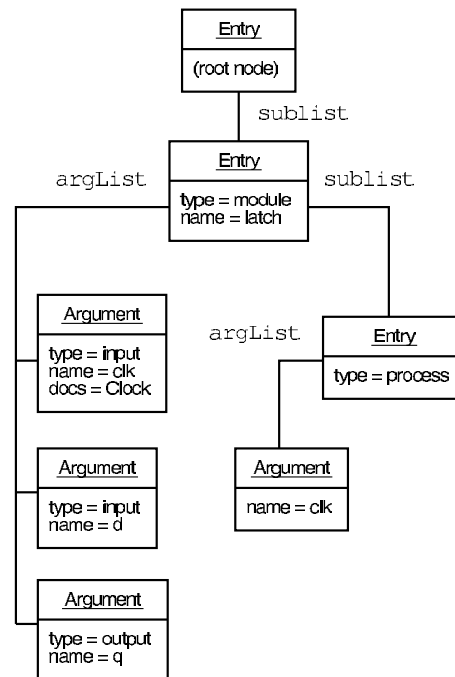 Entry
(root node)
sublist
Entry
type = module
name = latch
argList
sublist
Argument
type = input
name = clk
docs = Clock
Argument
type = input
name = d
Argument
type = output
name = q
Entry
type = process
argList
Argument
name = clk